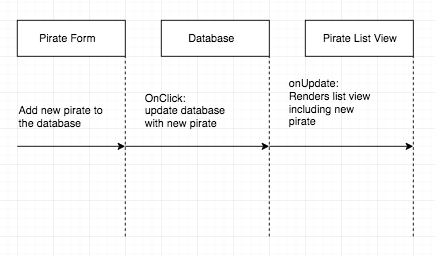 Pirate Form
Database
Pirate List View
Add new pirate to
the database
OnClick:
update database
with new pirate
onUpdate:
Renders list view
including new
pirate